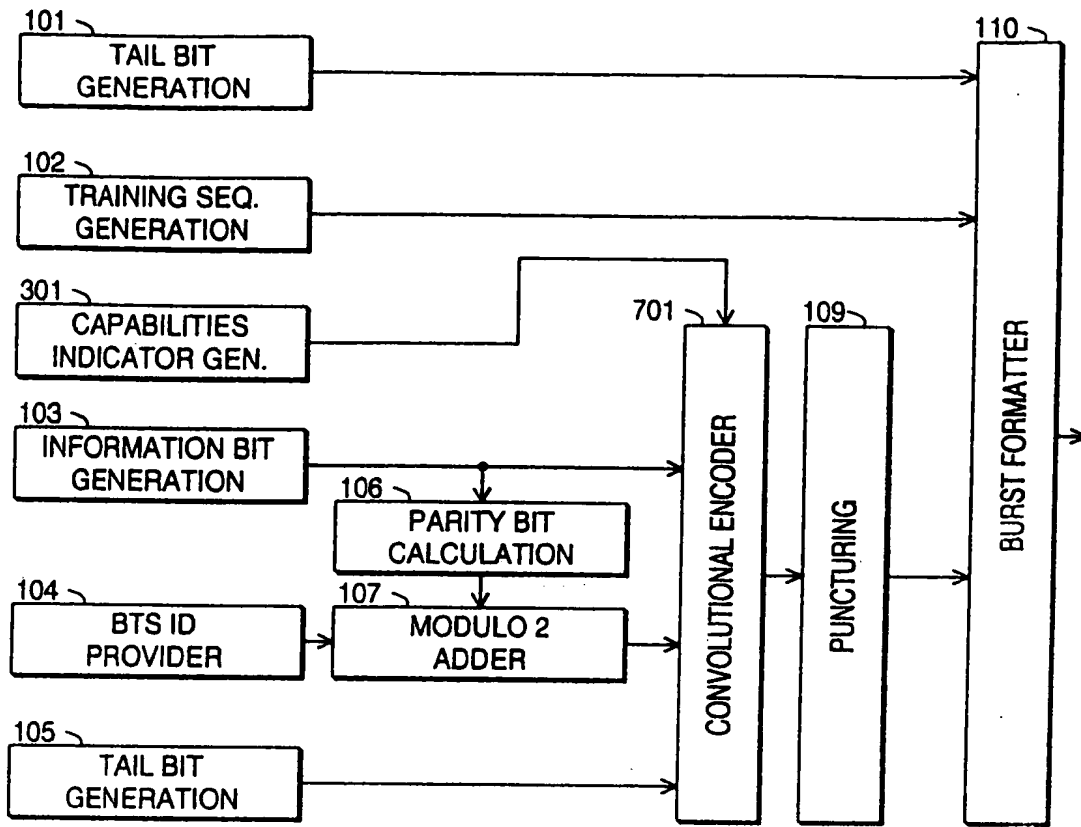 101
TAIL BIT
GENERATION
110
102
TRAINING SEQ.
GENERATION
301
CAPABILITIES
INDICATOR GEN.
701
109
103
INFORMATION BIT
GENERATION
106
PARITY BIT
CALCULATION
104
BTS ID
PROVIDER
107
MODULO 2
ADDER
105
TAIL BIT
GENERATION
CONVOLUTIONAL ENCODER
PUNCTURING
BURST FORMATTER